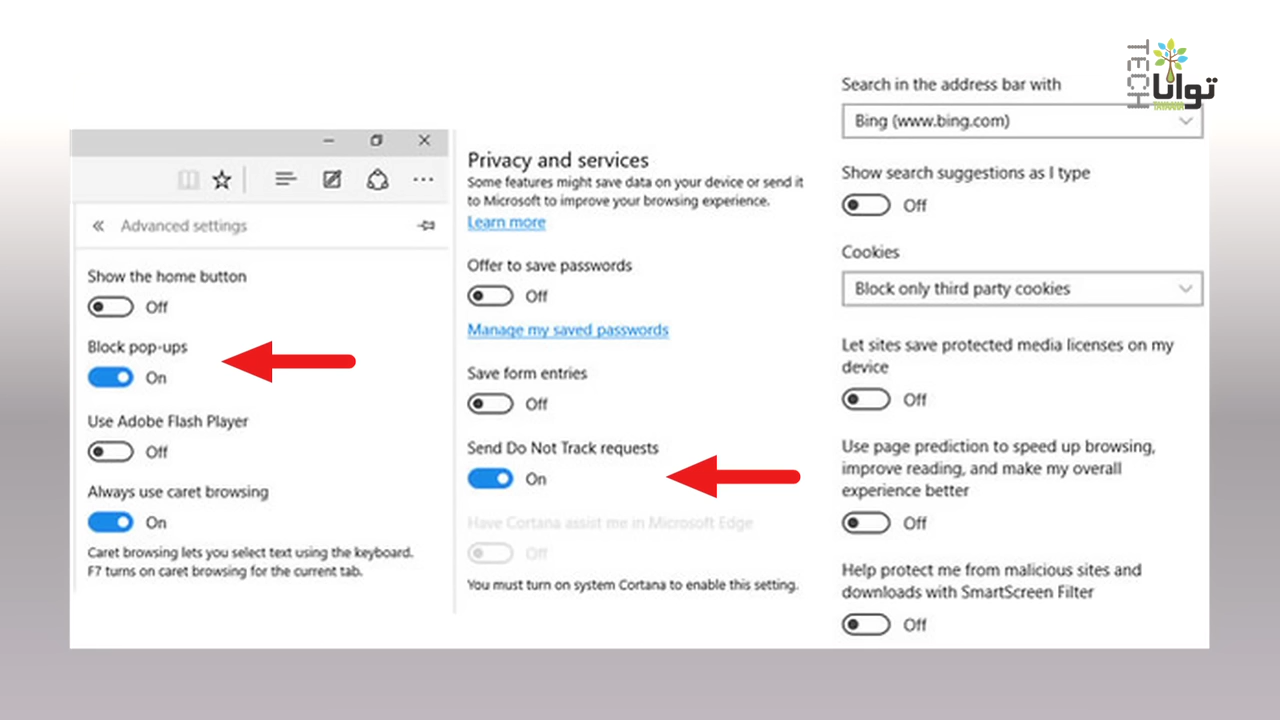 Advanced settings
Show the home button
Off
Block pop-ups
On
Use Adobe Flash Player
Off
Always use caret browsing
On
Caret browsing lets you select text using the keyboard.
F7 turns on caret browsing for the current tab.
Privacy and services
Some features might save data on your device or send it
to Microsoft to improve your browsing experience.
Learn more
Offer to save passwords
Off
Manage my saved passwords
Save form entries
Off
Send Do Not Track requests
On
Have Cortana assist me in Microsoft Edge
Off
You must turn on system Cortana to enable this setting.
Search in the address bar with
Bing (www.bing.com)
Show search suggestions as I type
Off
Cookies
Block only third party cookies
Let sites save protected media licenses on my
device
Off
Use page prediction to speed up browsing,
improve reading, and make my overall
experience better
Off
Help protect me from malicious sites and
downloads with SmartScreen Filter
Off
TECH
توانا
TAVAANA